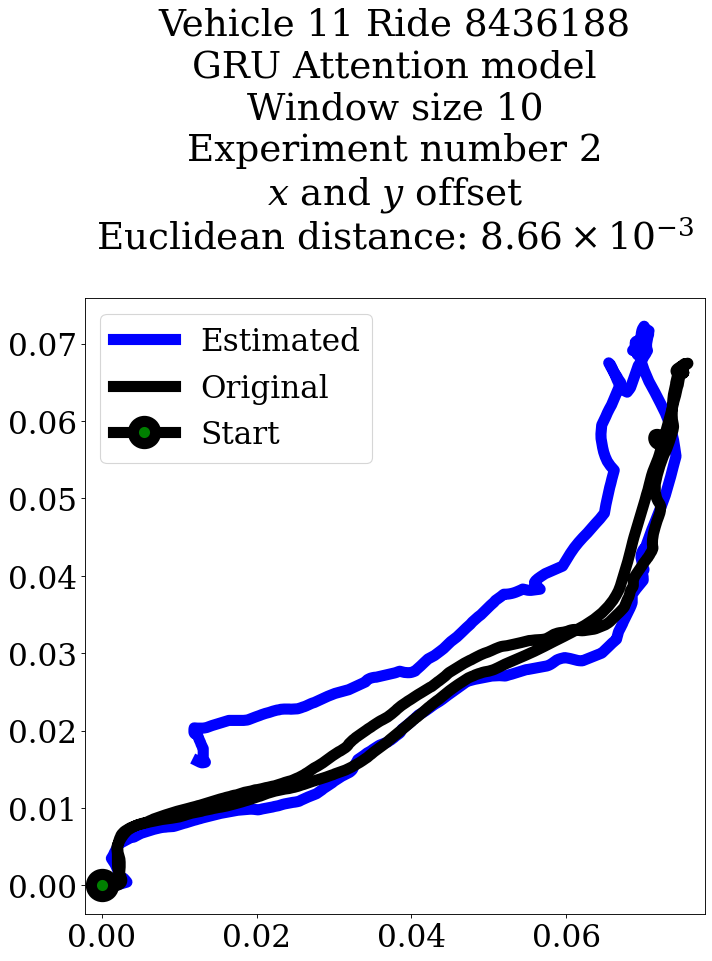 Vehicle 11 Ride 8436188
GRU Attention model
Window size 10
Experiment number 2
x and y offset
Euclidean distance: 8.66 × 10⁻³
Estimated
Original
Start
0.07
0.06
0.05
0.04
0.03
0.02
0.01
0.00
0.00 0.02 0.04 0.06